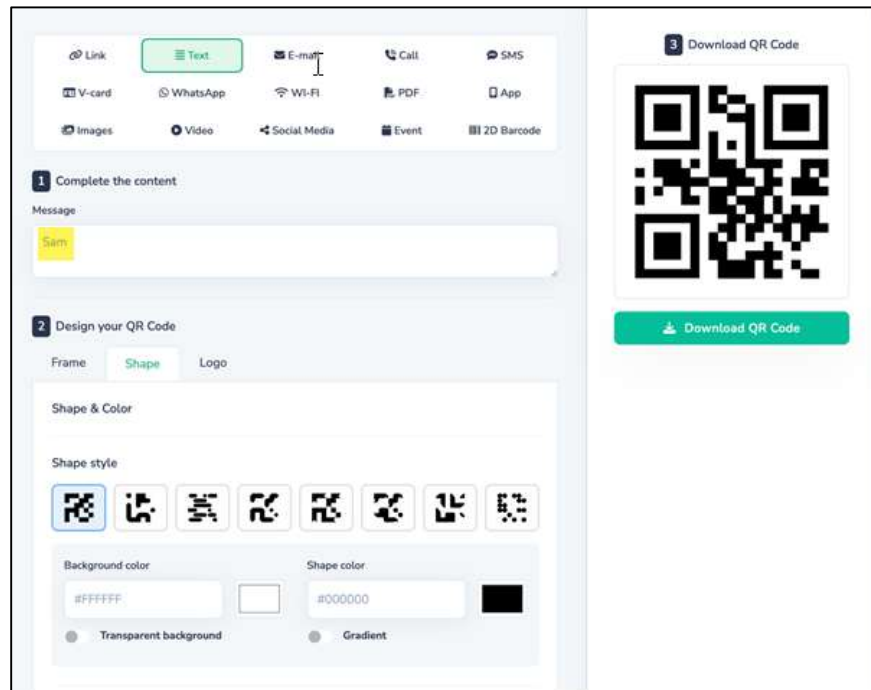 Link Text E-mail Call SMS
V-card WhatsApp WI-FI PDF App
Images Video Social Media Event 2D Barcode
1 Complete the content
Message
Sam
2 Design your QR Code
Frame Shape Logo
Shape & Color
Shape style
Background color Shape color
#FFFFFF #000000
Transparent background Gradient
3 Download QR Code
Download QR Code